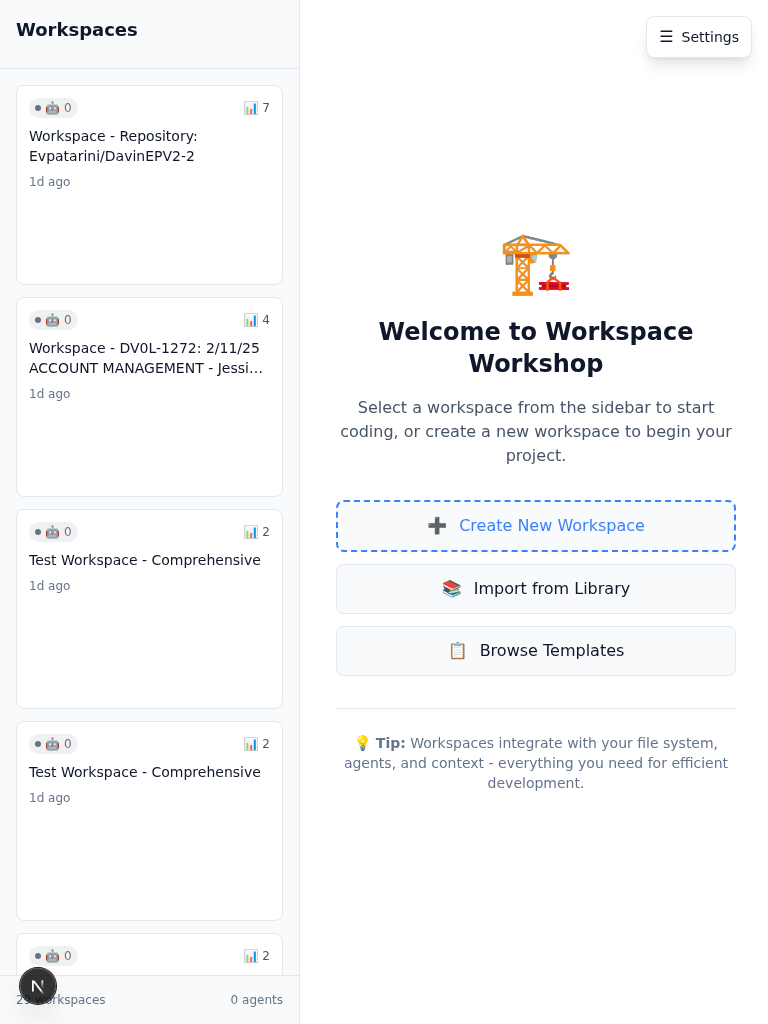 Workspaces
☰ Settings
0
7
Workspace - Repository:
Evpatarini/DavinEPV2-2
1d ago
0
4
Workspace - DV0L-1272: 2/11/25
ACCOUNT MANAGEMENT - Jessi...
1d ago
0
2
Test Workspace - Comprehensive
1d ago
0
2
Test Workspace - Comprehensive
1d ago
0
2
workspaces
0 agents
N
Welcome to Workspace
Workshop
Select a workspace from the sidebar to start
coding, or create a new workspace to begin your
project.
Create New Workspace
Import from Library
Browse Templates
Tip: Workspaces integrate with your file system,
agents, and context - everything you need for efficient
development.